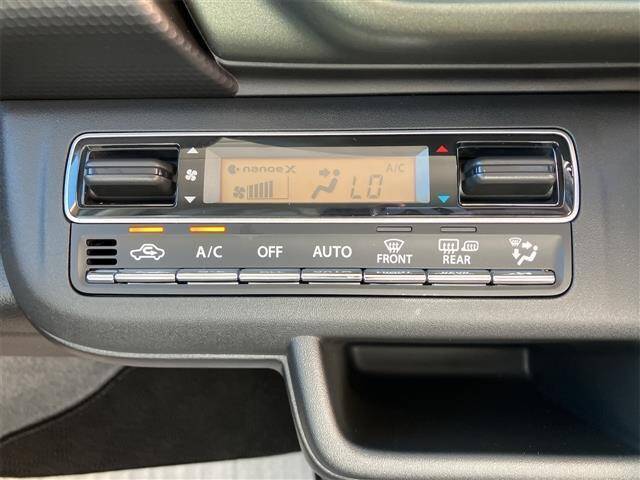 nanoeX A/C
LO
A/C OFF AUTO FRONT REAR